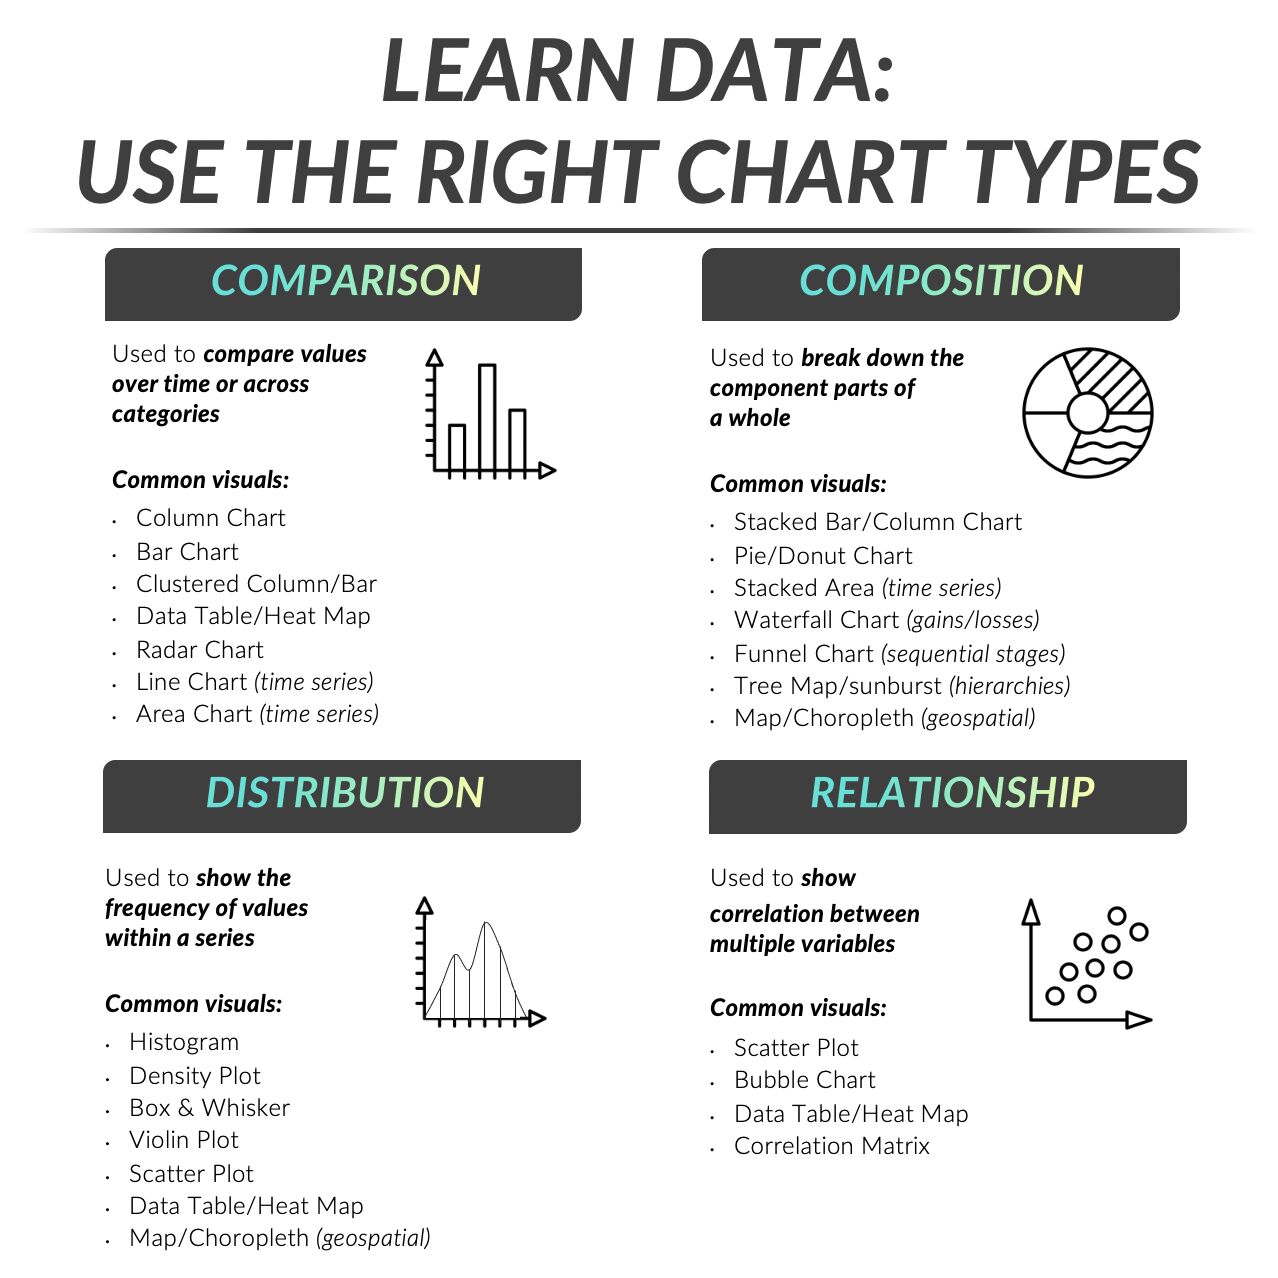 LEARN DATA:
USE THE RIGHT CHART TYPES
COMPARISON
Used to compare values
over time or across
categories
Common visuals:
• Column Chart
• Bar Chart
• Clustered Column/Bar
• Data Table/Heat Map
• Radar Chart
• Line Chart (time series)
• Area Chart (time series)
COMPOSITION
Used to break down the
component parts of
a whole
Common visuals:
• Stacked Bar/Column Chart
• Pie/Donut Chart
• Stacked Area (time series)
• Waterfall Chart (gains/losses)
• Funnel Chart (sequential stages)
• Tree Map/sunburst (hierarchies)
• Map/Choropleth (geospatial)
DISTRIBUTION
Used to show the
frequency of values
within a series
Common visuals:
• Histogram
• Density Plot
• Box & Whisker
• Violin Plot
• Scatter Plot
• Data Table/Heat Map
• Map/Choropleth (geospatial)
RELATIONSHIP
Used to show
correlation between
multiple variables
Common visuals:
• Scatter Plot
• Bubble Chart
• Data Table/Heat Map
• Correlation Matrix